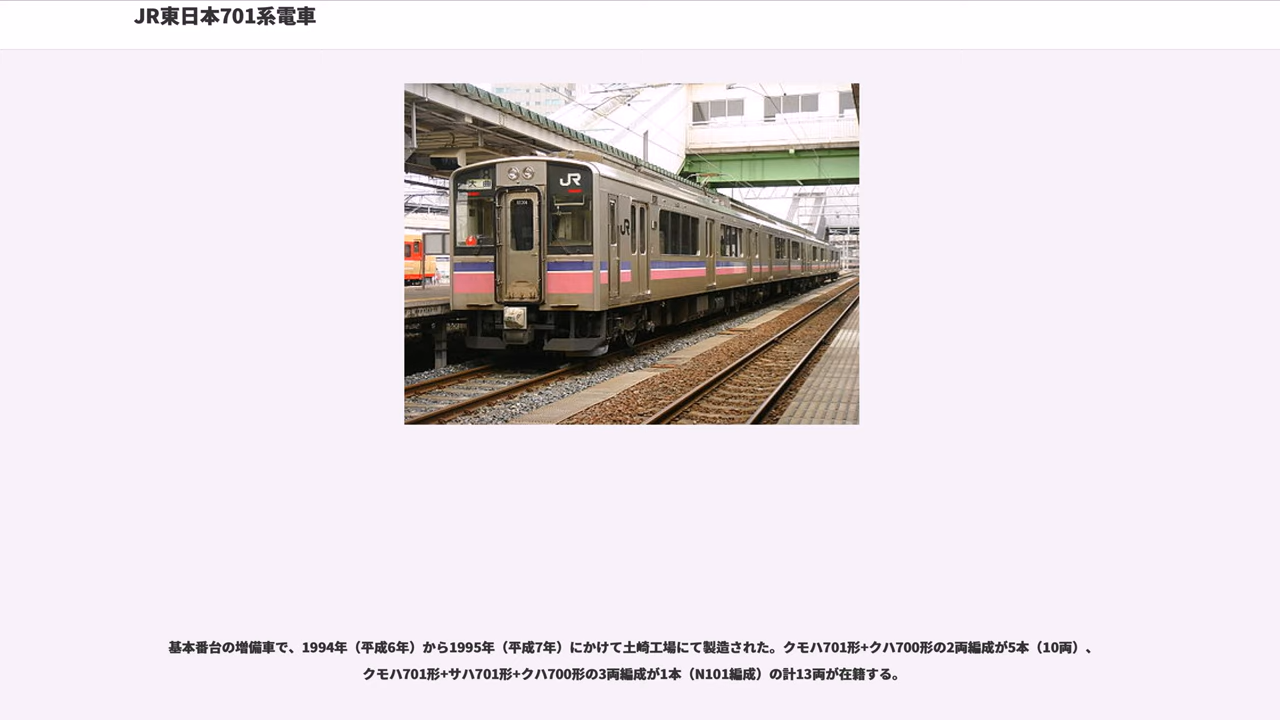 JR東日本701系電車
大曲
JR
JR
基本番台の増備車で、1994年（平成6年）から1995年（平成7年）にかけて土崎工場にて製造された。クモハ701形+クハ700形の2両編成が5本（10両）、
クモハ701形+サハ701形+クハ700形の3両編成が1本（N101編成）の計13両が在籍する。